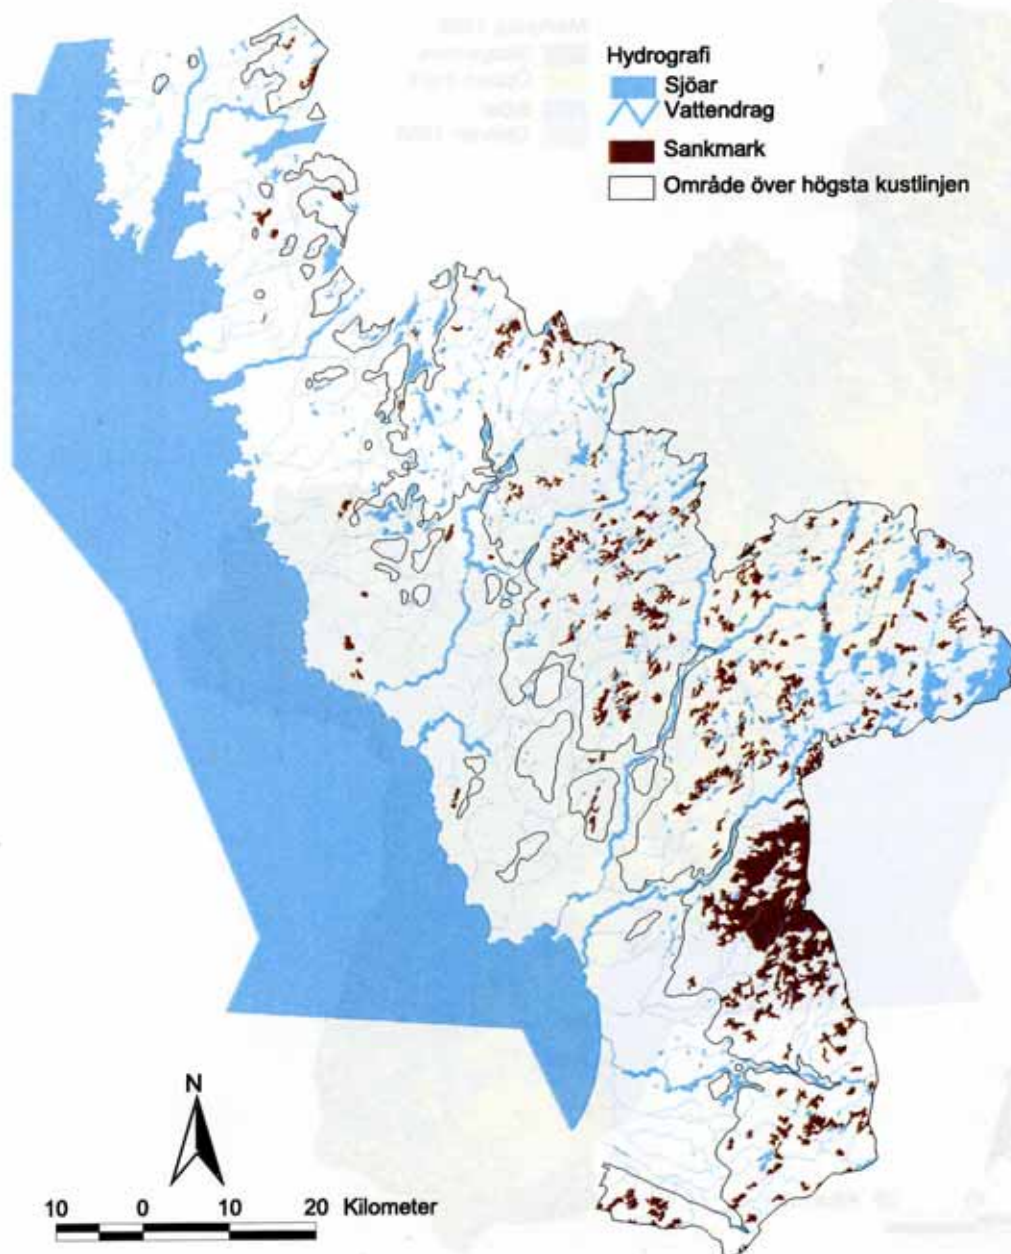 Hydrografi
Sjöar
Vattendrag
Sankmark
Område över högsta kustlinjen
N
10 0 10 20 Kilometer